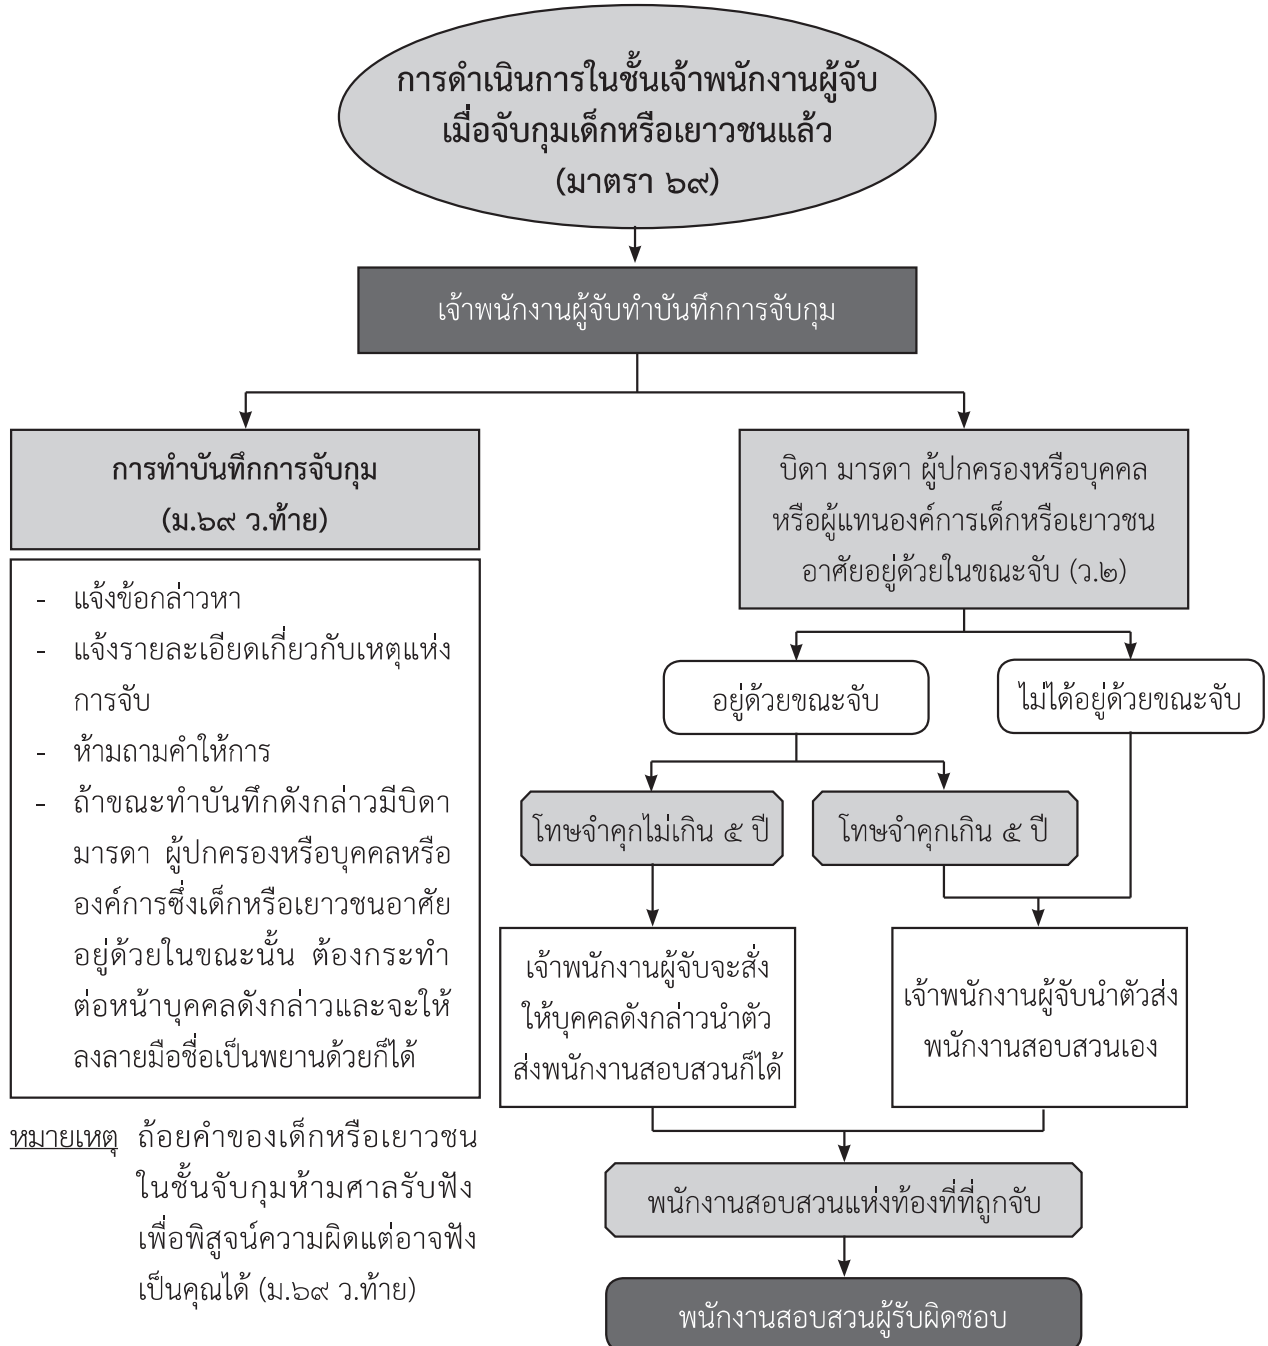 การดำเนินการในชั้นเจ้าพนักงานผู้จับ
เมื่อจับกุมเด็กหรือเยาวชนแล้ว
(มาตรา ๖๙)
เจ้าพนักงานผู้จับทำบันทึกการจับกุม
การทำบันทึกการจับกุม
(ม.๖๙ ว.ท้าย)
- แจ้งข้อกล่าวหา
- แจ้งรายละเอียดเกี่ยวกับเหตุแห่ง
การจับ
- ห้ามถามคำให้การ
- ถ้าขณะทำบันทึกดังกล่าวมีบิดา
มารดา ผู้ปกครองหรือบุคคลหรือ
องค์การซึ่งเด็กหรือเยาวชนอาศัย
อยู่ด้วยในขณะนั้น ต้องกระทำ
ต่อหน้าบุคคลดังกล่าวและจะให้
ลงลายมือชื่อเป็นพยานด้วยก็ได้
หมายเหตุ ถ้อยคำของเด็กหรือเยาวชน
ในชั้นจับกุมห้ามศาลรับฟัง
เพื่อพิสูจน์ความผิดแต่อาจฟัง
เป็นคุณได้ (ม.๖๙ ว.ท้าย)
บิดา มารดา ผู้ปกครองหรือบุคคล
หรือผู้แทนองค์การเด็กหรือเยาวชน
อาศัยอยู่ด้วยในขณะจับ (ว.๒)
อยู่ด้วยขณะจับ
ไม่ได้อยู่ด้วยขณะจับ
โทษจำคุกไม่เกิน ๕ ปี
โทษจำคุกเกิน ๕ ปี
เจ้าพนักงานผู้จับจะสั่ง
ให้บุคคลดังกล่าวนำตัว
ส่งพนักงานสอบสวนก็ได้
เจ้าพนักงานผู้จับนำตัวส่ง
พนักงานสอบสวนเอง
พนักงานสอบสวนแห่งท้องที่ที่ถูกจับ
พนักงานสอบสวนผู้รับผิดชอบ